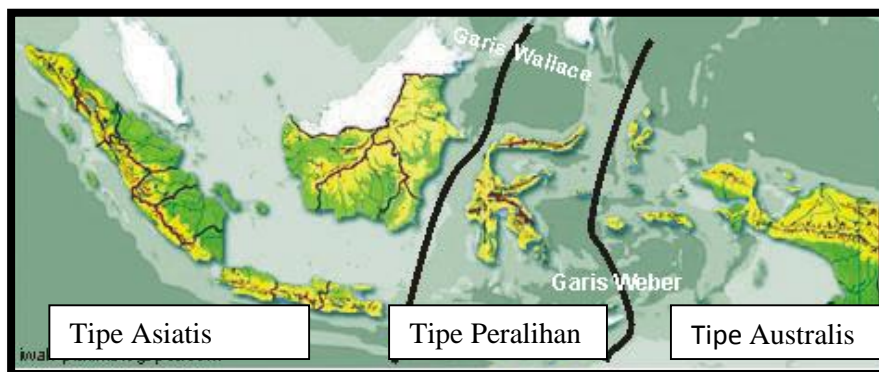 Garis Wallace
Garis Weber
Tipe Asiatis
Tipe Peralihan
Tipe Australis